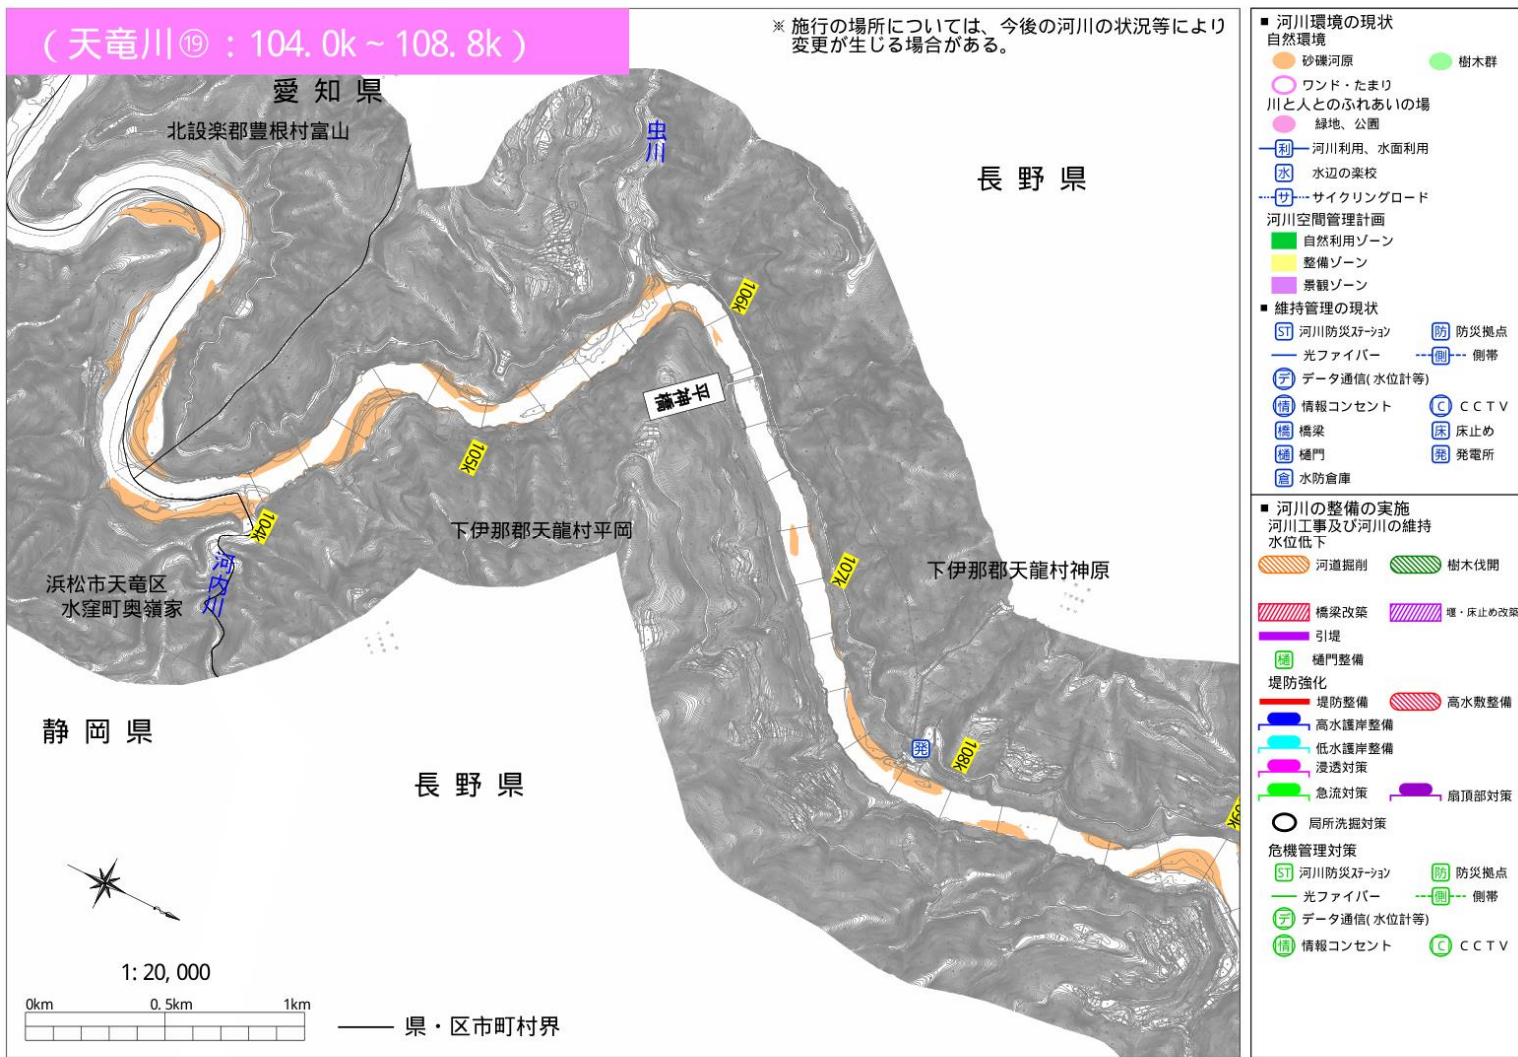 ( 天竜川⑲ : 104. 0k ~ 108. 8k )
※ 施行の場所については、今後の河川の状況等により
変更が生じる場合がある。
愛知県
北設楽郡豊根村富山
虫川
長野県
106k
平神橋
105k
104k
下伊那郡天龍村平岡
107k
下伊那郡天龍村神原
浜松市天竜区
水窪町奥嶺家
河内川
静岡県
長野県
発
108k
109k
1: 20, 000
0km 0. 5km 1km
県・区市町村界
■ 河川環境の現状
自然環境
砂礫河原 樹木群
ワンド・たまり
川と人とのふれあいの場
緑地、公園
利 河川利用、水面利用
水 水辺の楽校
サ サイクリングロード
河川空間管理計画
自然利用ゾーン
整備ゾーン
景観ゾーン
■ 維持管理の現状
ST 河川防災ステーション 防 防災拠点
光ファイバー 側 側帯
デ データ通信(水位計等)
情 情報コンセント C CCTV
橋 橋梁 床 床止め
樋 樋門 発 発電所
倉 水防倉庫
■ 河川の整備の実施
河川工事及び河川の維持
水位低下
河道掘削 樹木伐開
橋梁改築 堰・床止め改築
引堤
樋 樋門整備
堤防強化
堤防整備 高水敷整備
高水護岸整備
低水護岸整備
浸透対策
急流対策 扇頂部対策
局所洗掘対策
危機管理対策
ST 河川防災ステーション 防 防災拠点
光ファイバー 側 側帯
デ データ通信(水位計等)
情 情報コンセント C CCTV